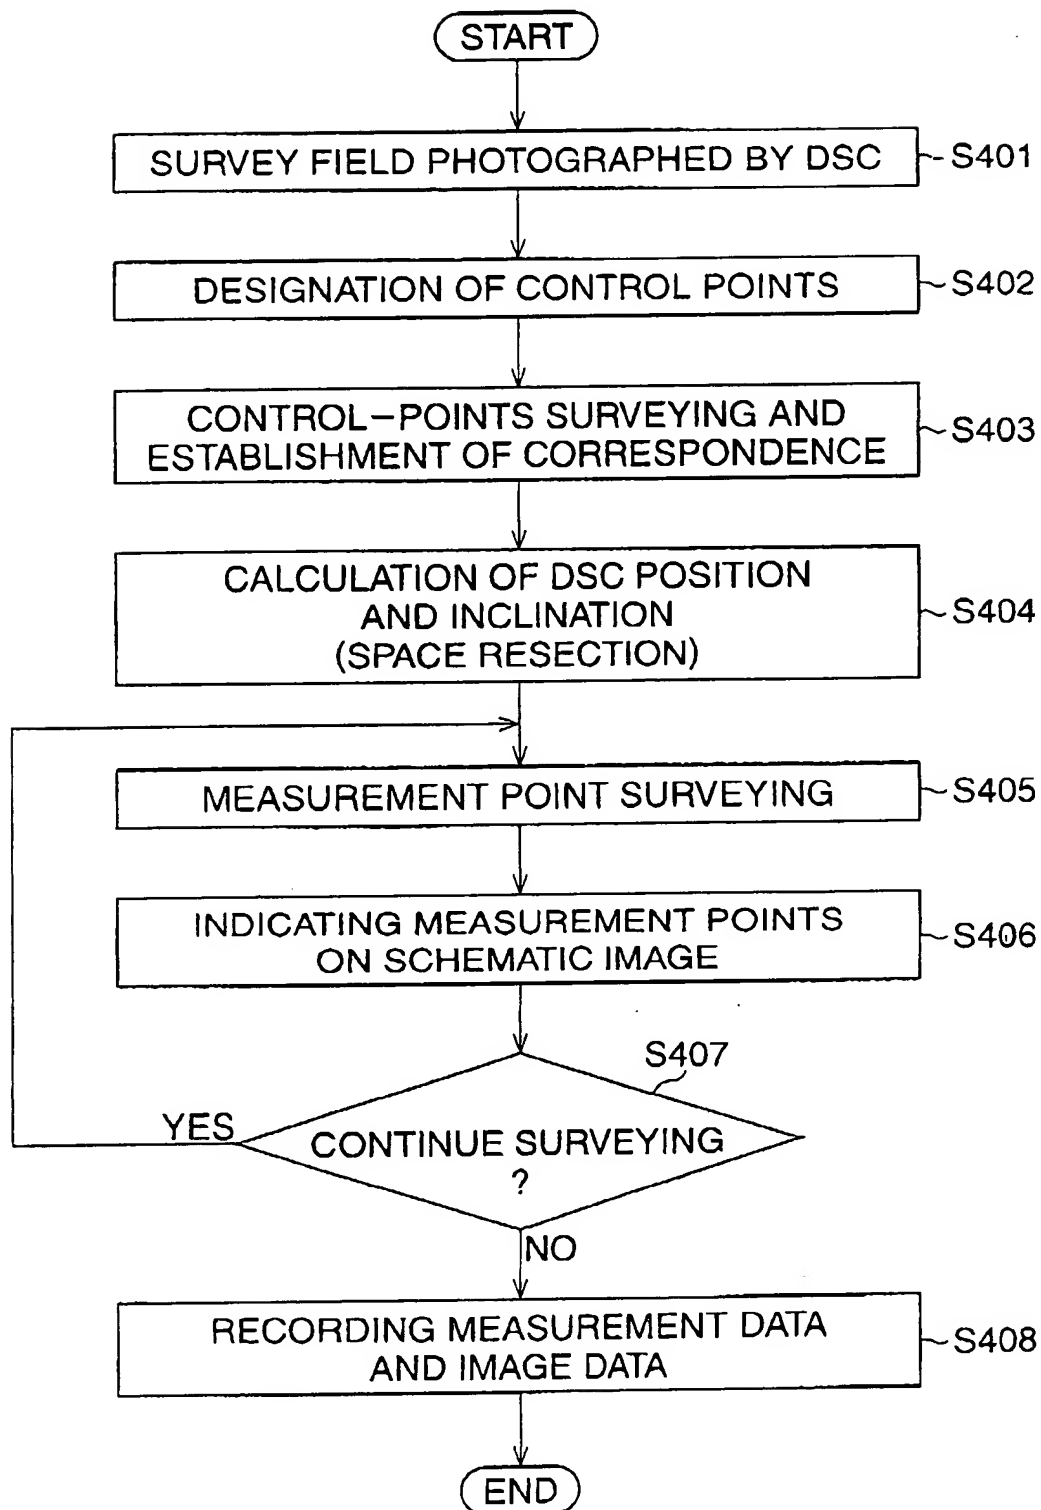 START
SURVEY FIELD PHOTOGRAPHED BY DSC
S401
DESIGNATION OF CONTROL POINTS
S402
CONTROL-POINTS SURVEYING AND
ESTABLISHMENT OF CORRESPONDENCE
S403
CALCULATION OF DSC POSITION
AND INCLINATION
(SPACE RESECTION)
S404
MEASUREMENT POINT SURVEYING
S405
INDICATING MEASUREMENT POINTS
ON SCHEMATIC IMAGE
S406
S407
YES
CONTINUE SURVEYING
?
NO
RECORDING MEASUREMENT DATA
AND IMAGE DATA
S408
END